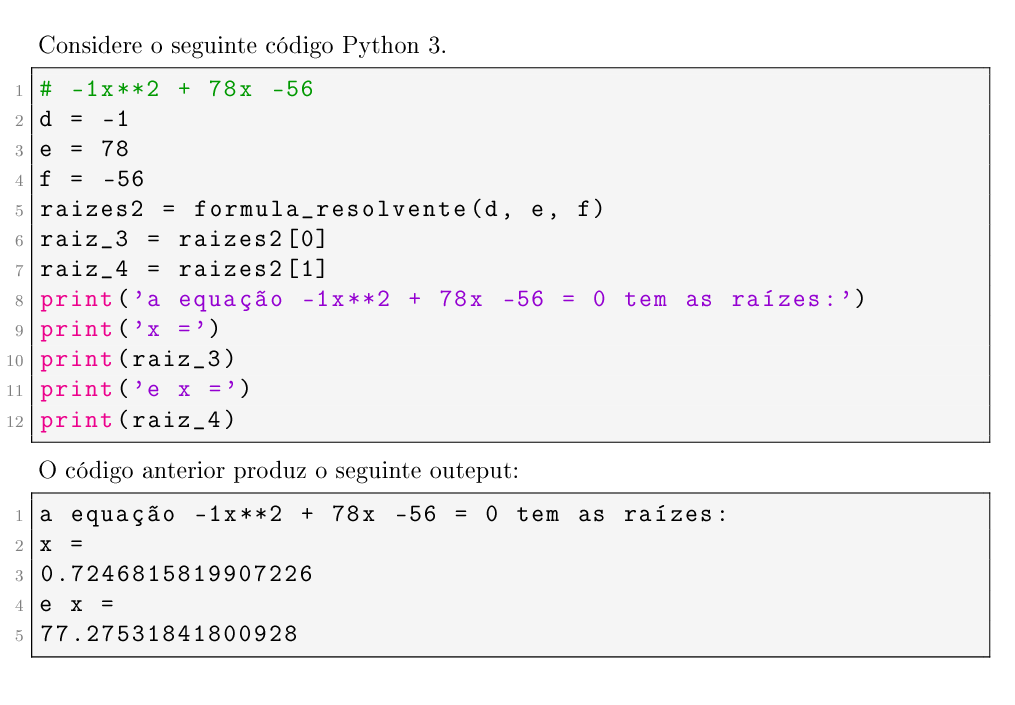 Considere o seguinte código Python 3.
1 # -1x**2 + 78x -56
2 d = -1
3 e = 78
4 f = -56
5 raizes2 = formula_resolvente(d, e, f)
6 raiz_3 = raizes2[0]
7 raiz_4 = raizes2[1]
8 print('a equação -1x**2 + 78x -56 = 0 tem as raízes:')
9 print('x =')
10 print(raiz_3)
11 print('e x =')
12 print(raiz_4)
O código anterior produz o seguinte outeput:
1 a equação -1x**2 + 78x -56 = 0 tem as raízes:
2 x =
3 0.7246815819907226
4 e x =
5 77.27531841800928